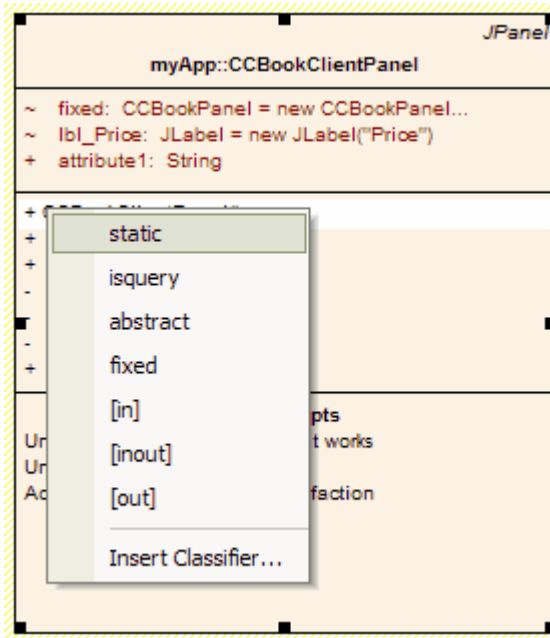 JPanel
myApp::CCBookClientPanel
~ fixed: CCBookPanel = new CCBookPanel...
~ lbl_Price: JLabel = new JLabel("Price")
+ attribute1: String
+
+
+
-
-
+
static
isquery
abstract
fixed
[in]
[inout]
[out]
Insert Classifier...
pts
Ur
t works
Ur
Ac
faction